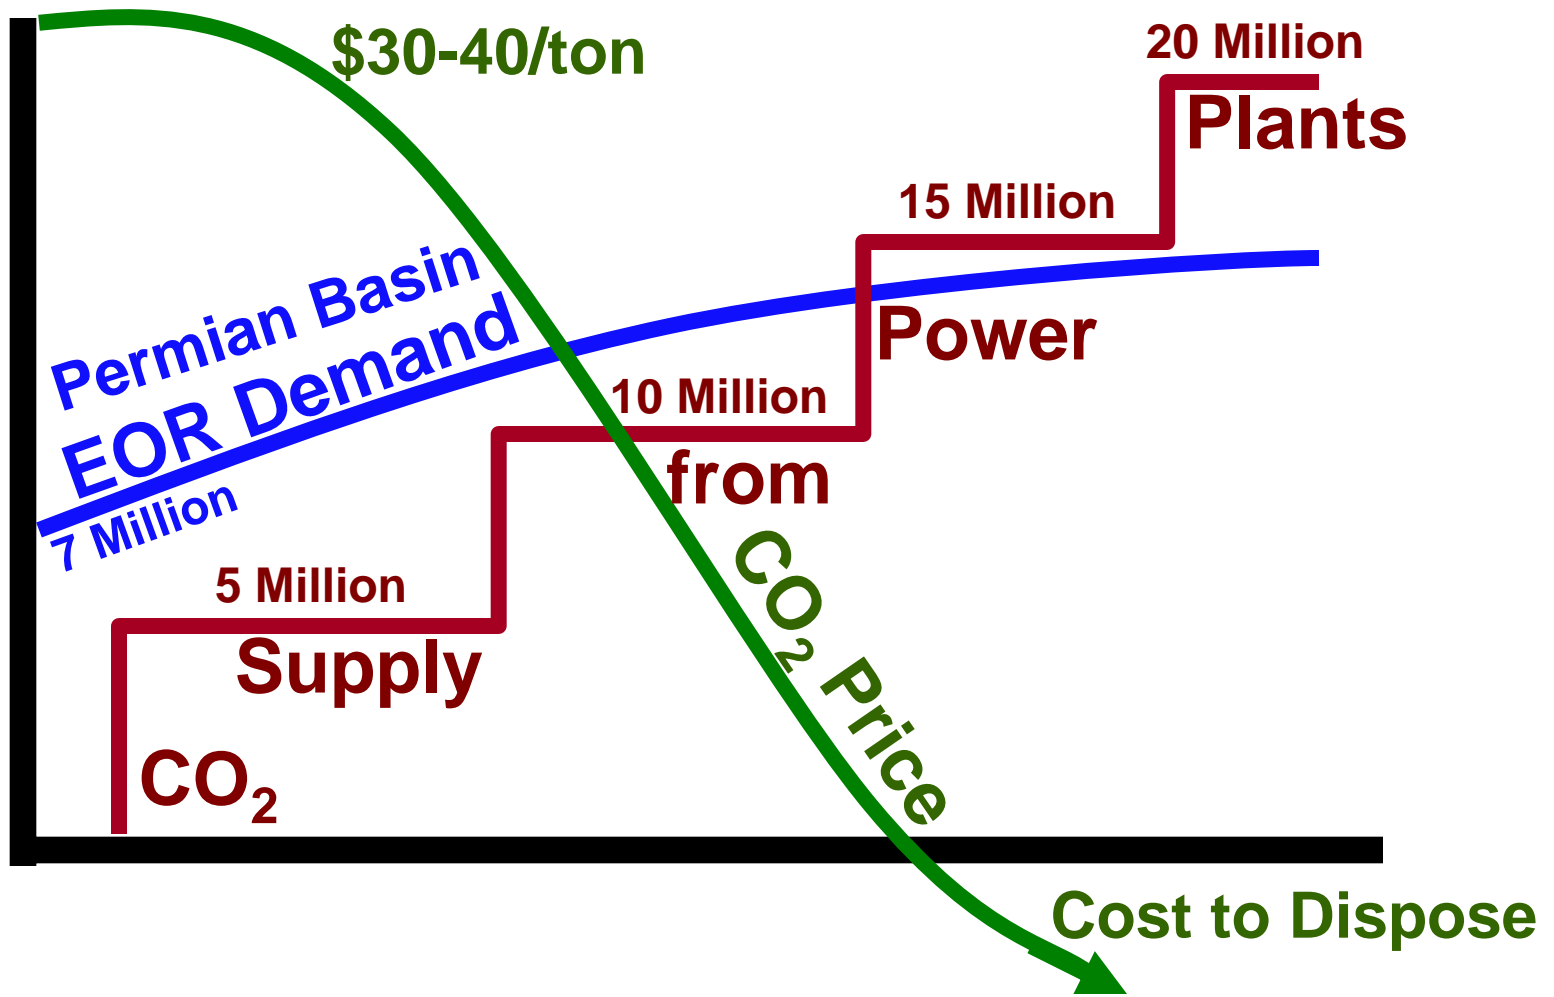 $30-40/ton
20 Million
Plants
15 Million
Permian Basin
EOR Demand
7 Million
Power
10 Million
from
5 Million
Supply
CO₂
CO₂ Price
Cost to Dispose